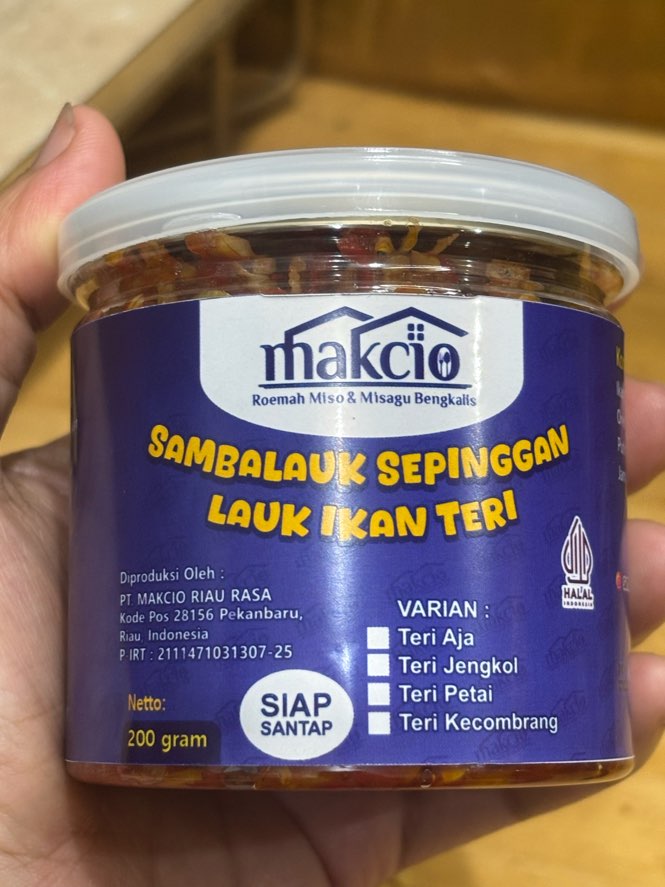 makcio
Roemah Miso & Misagu Bengkalis
SAMBALAUK SEPINGGAN
LAUK IKAN TERI
Diproduksi Oleh :
PT. MAKCIO RIAU RASA
Kode Pos 28156 Pekanbaru,
Riau, Indonesia
P-IRT : 2111471031307-25
Netto:
200 gram
SIAP
SANTAP
VARIAN :
Teri Aja
Teri Jengkol
Teri Petai
Teri Kecombrang
HALAL
INDONESIA